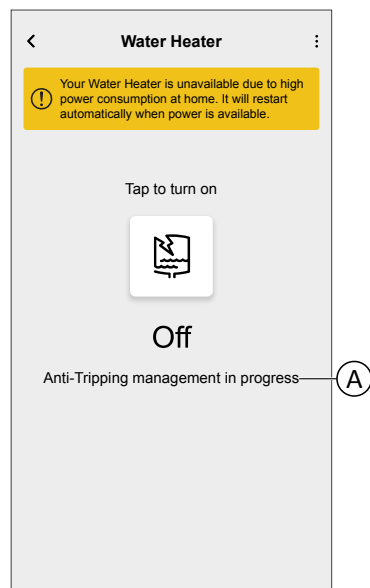 Water Heater
Your Water Heater is unavailable due to high
power consumption at home. It will restart
automatically when power is available.
Tap to turn on
Off
Anti-Tripping management in progress
A